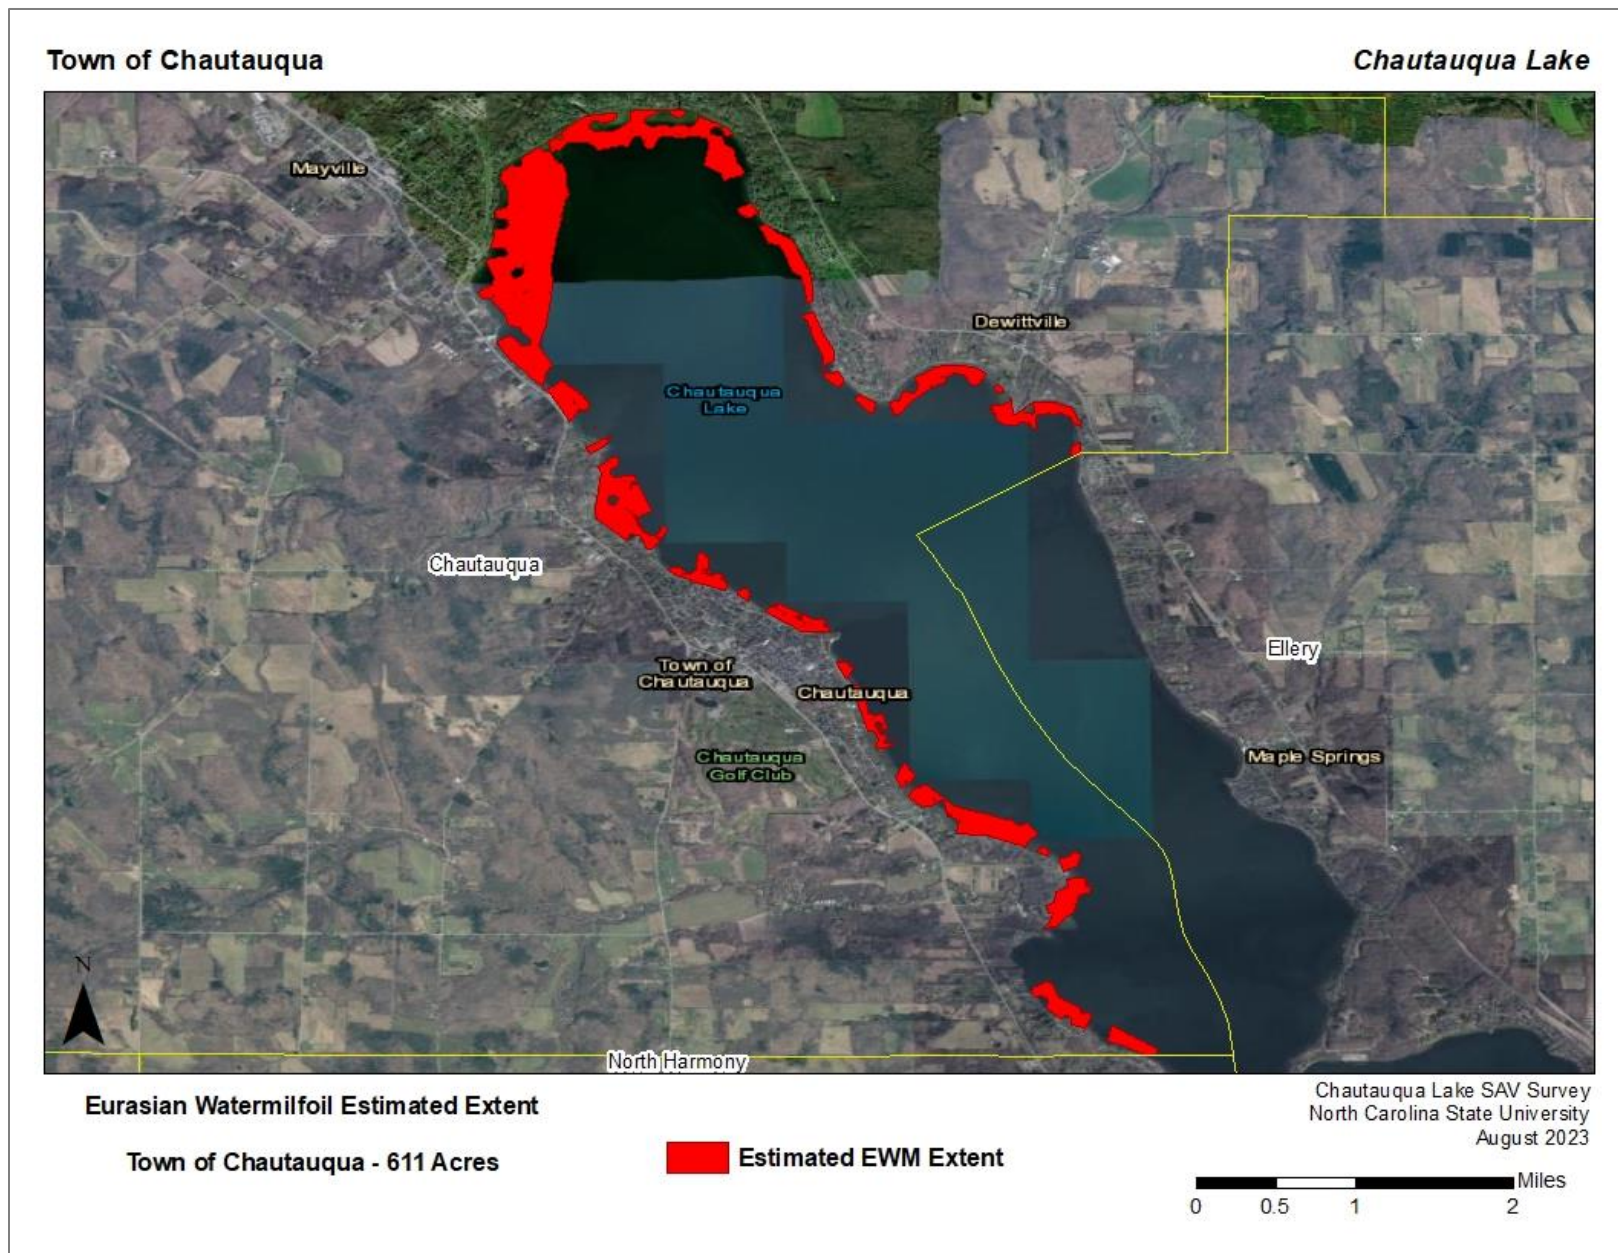 Town of Chautauqua
Chautauqua Lake
Mayville
Dewittville
Chautauqua
Lake
Chautauqua
Ellery
Town of
Chautauqua
Chautauqua
Maple Springs
Chautauqua
Golf Club
N
North Harmony
Eurasian Watermilfoil Estimated Extent
Town of Chautauqua - 611 Acres
Estimated EWM Extent
Chautauqua Lake SAV Survey
North Carolina State University
August 2023
Miles
0 0.5 1 2